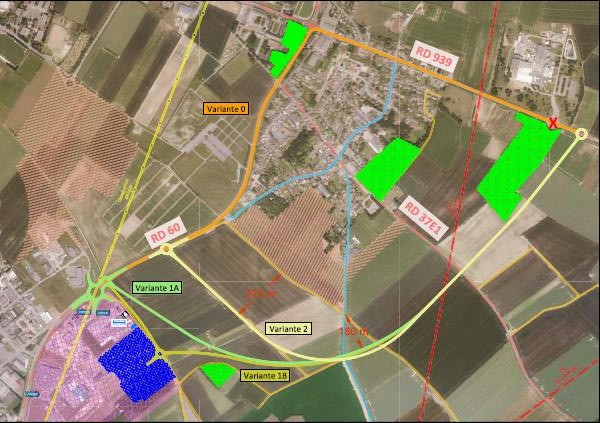 RD 939
X
Variante 0
RD 37E1
RD 60
Variante 1A
Variante 2
180 m
Variante 1B